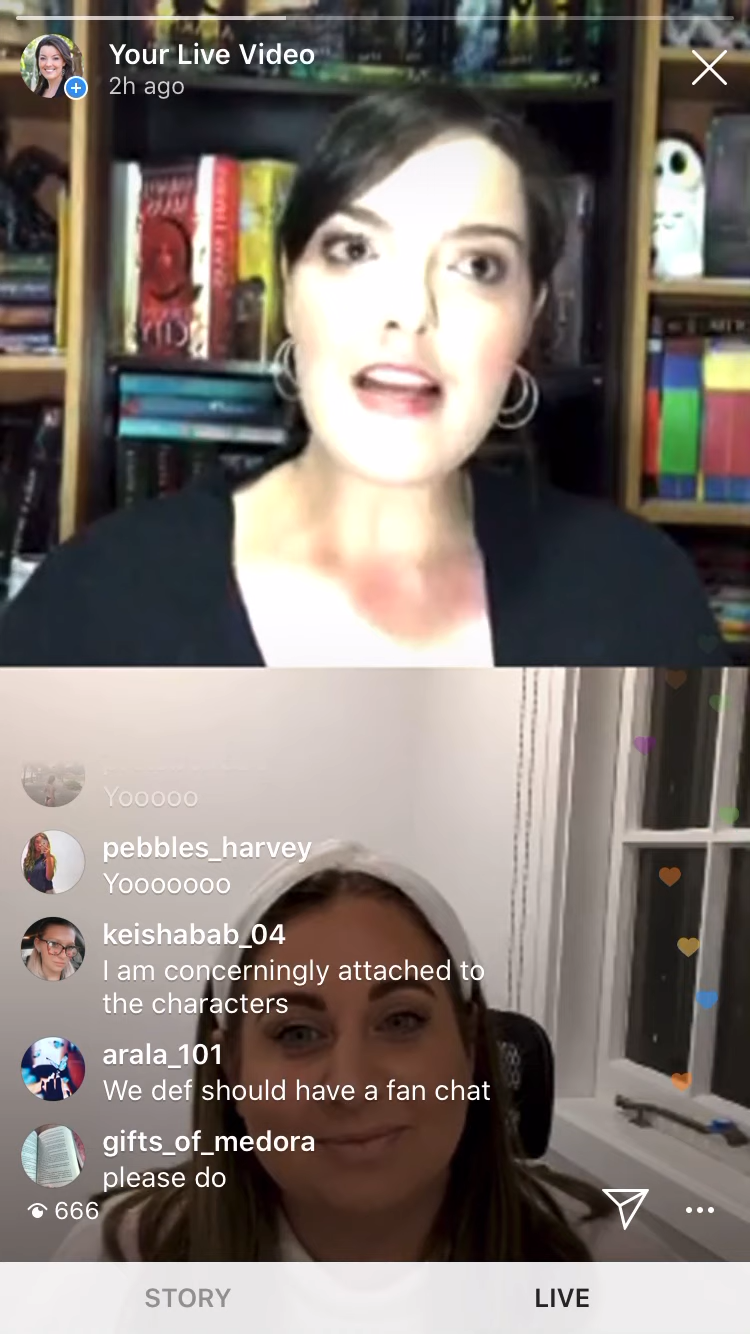 Your Live Video
2h ago
Yooooo
pebbles_harvey
Yooooooo
keishabab_04
I am concerningly attached to
the characters
arala_101
We def should have a fan chat
gifts_of_medora
please do
666
STORY
LIVE